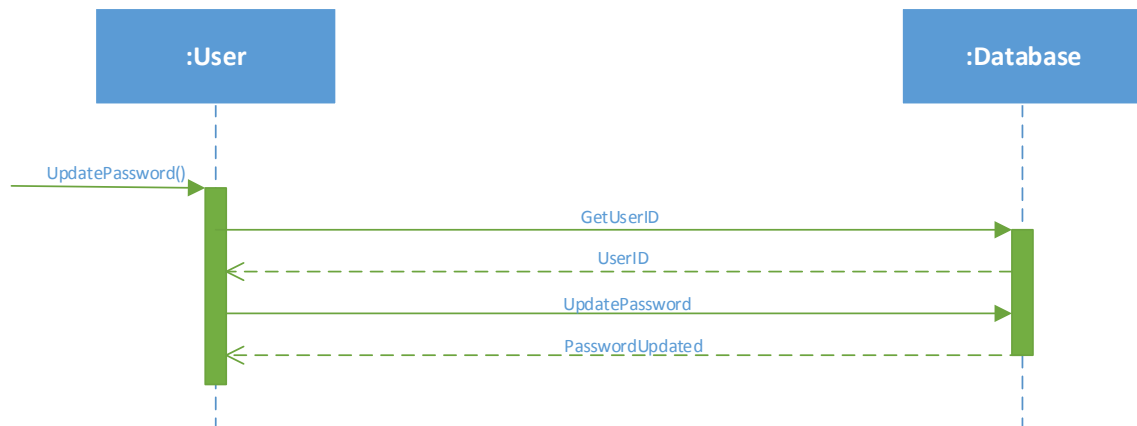 :User
:Database
UpdatePassword()
GetUserID
UserID
UpdatePassword
PasswordUpdated